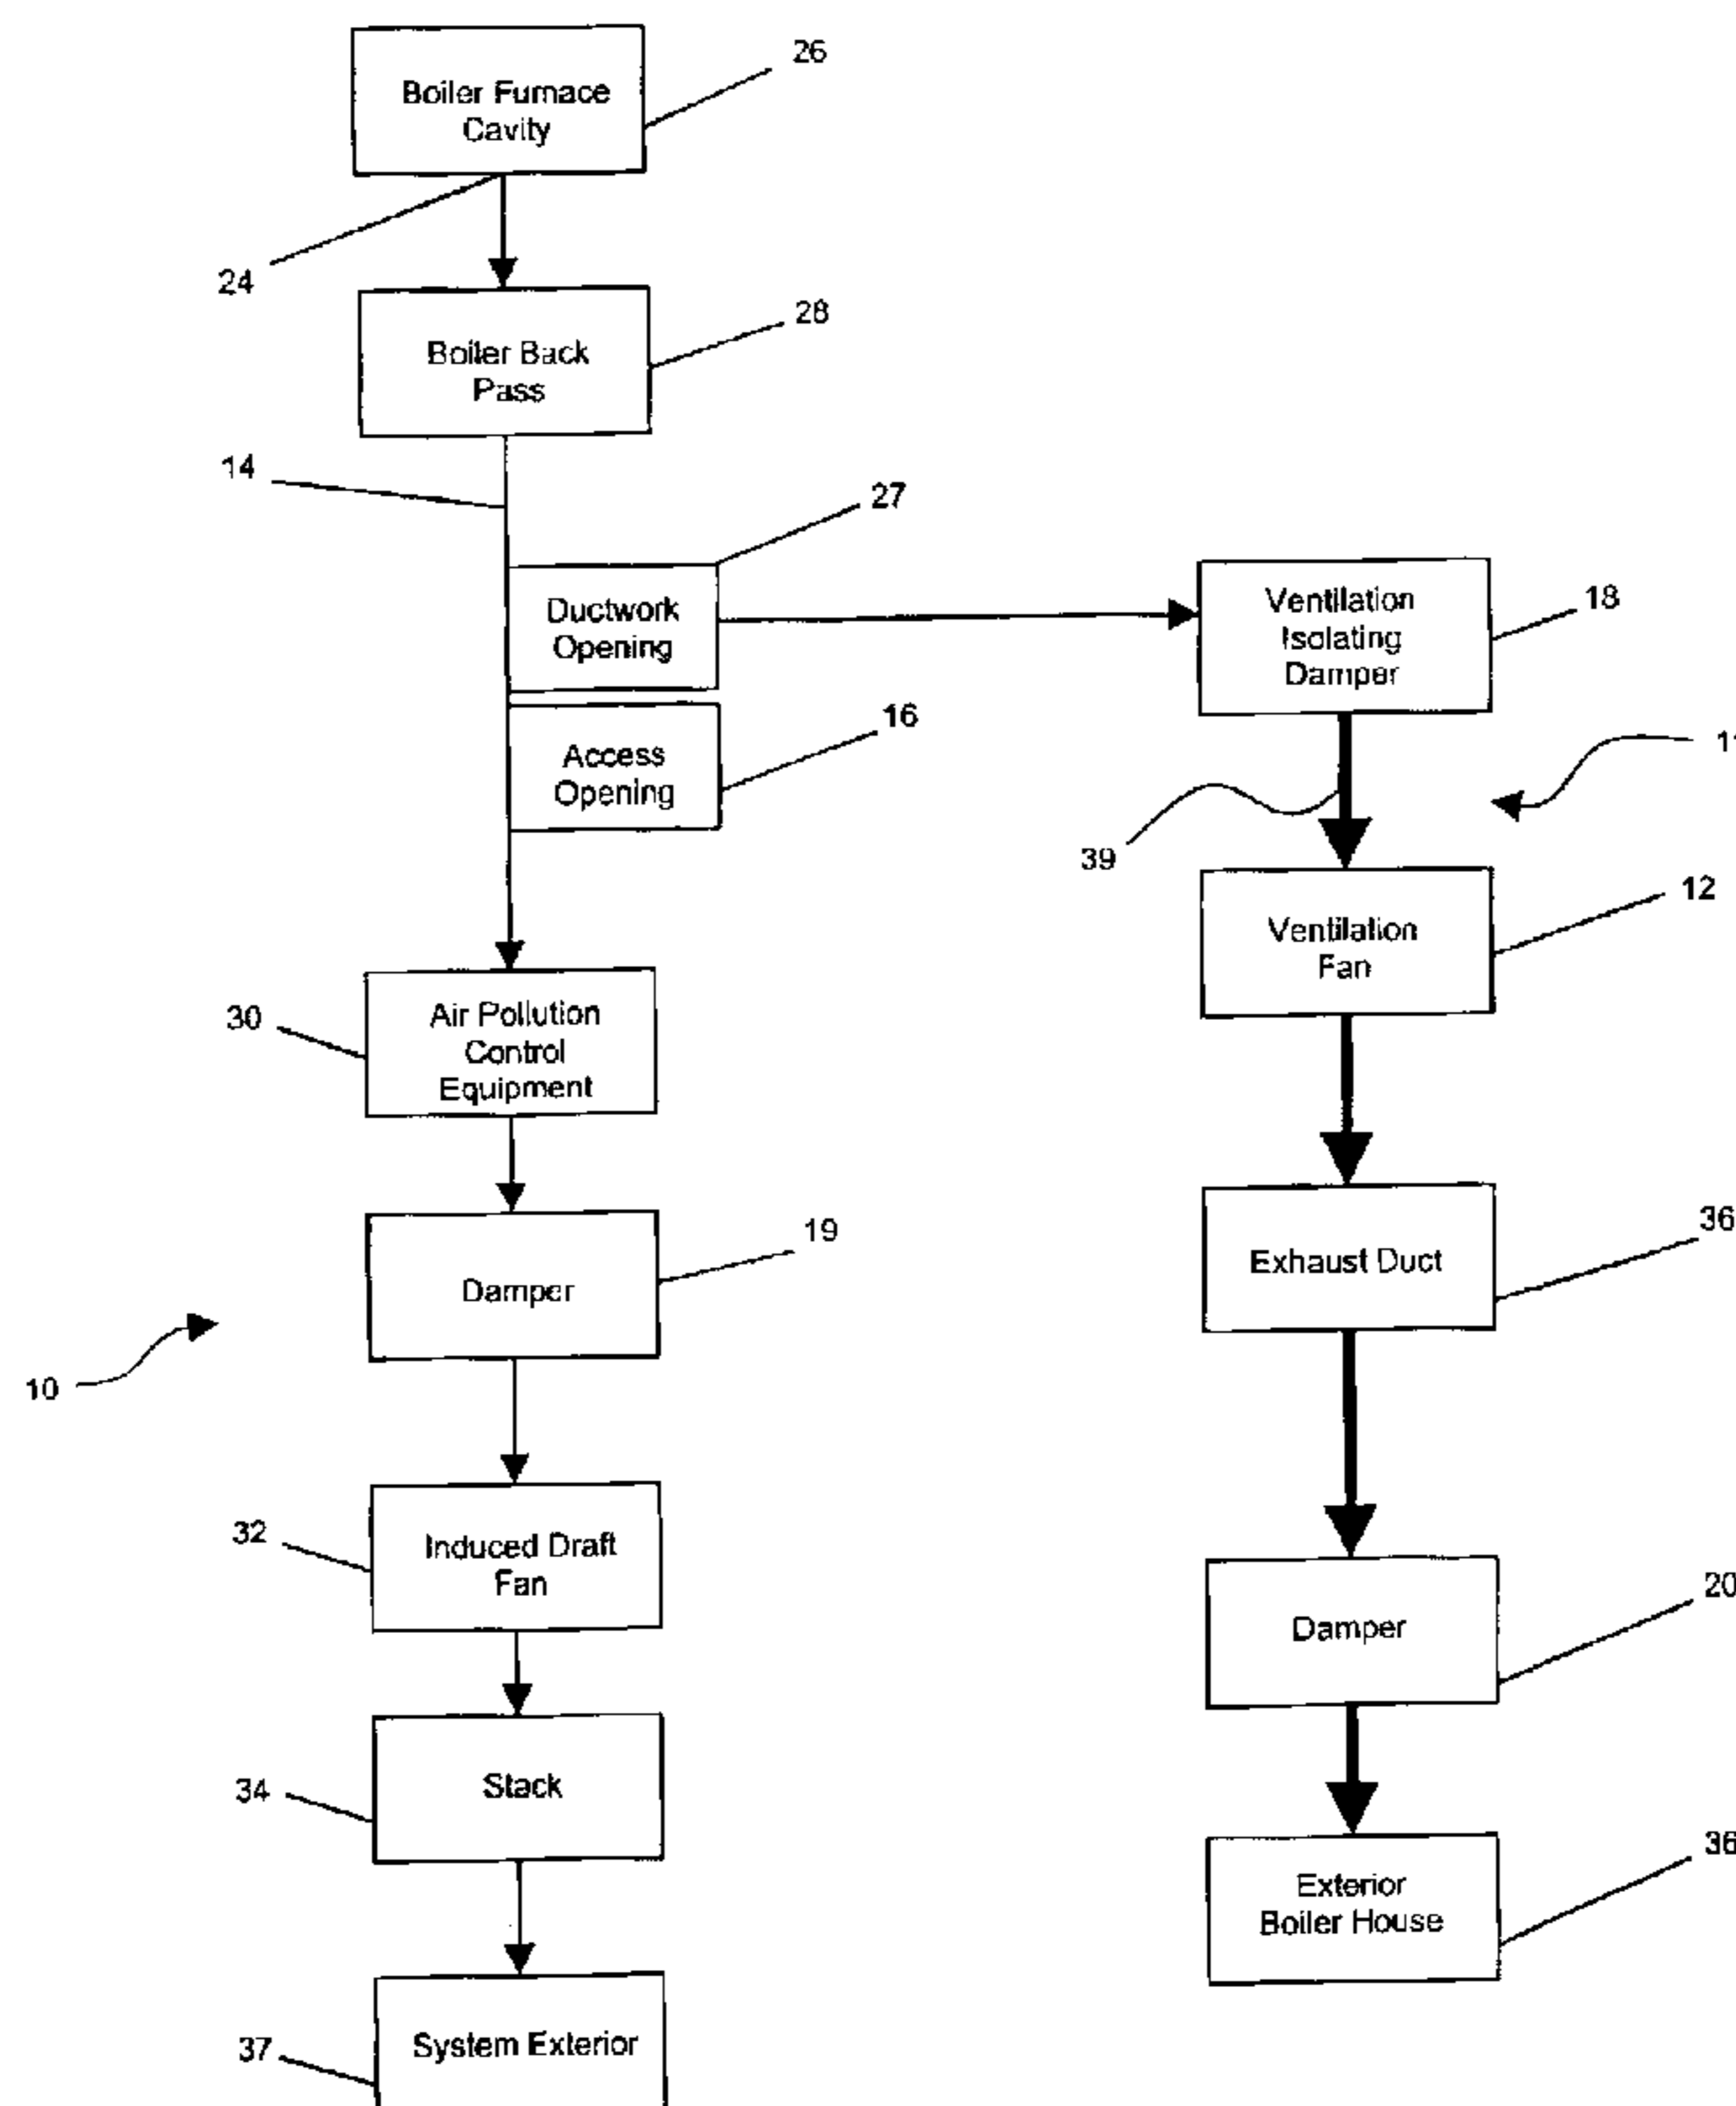 26
Boiler Furnace
Cavity
24
28
Boiler Back
Pass
14
27
Ductwork
Opening
Ventilation
Isolating
Damper
18
16
Access
Opening
11
39
12
Ventilation
Fan
30
Air Pollution
Control
Equipment
19
Damper
36
Exhaust Duct
10
32
Induced Draft
Fan
20
Damper
34
Stack
Exterior
Boiler House
37
System Exterior